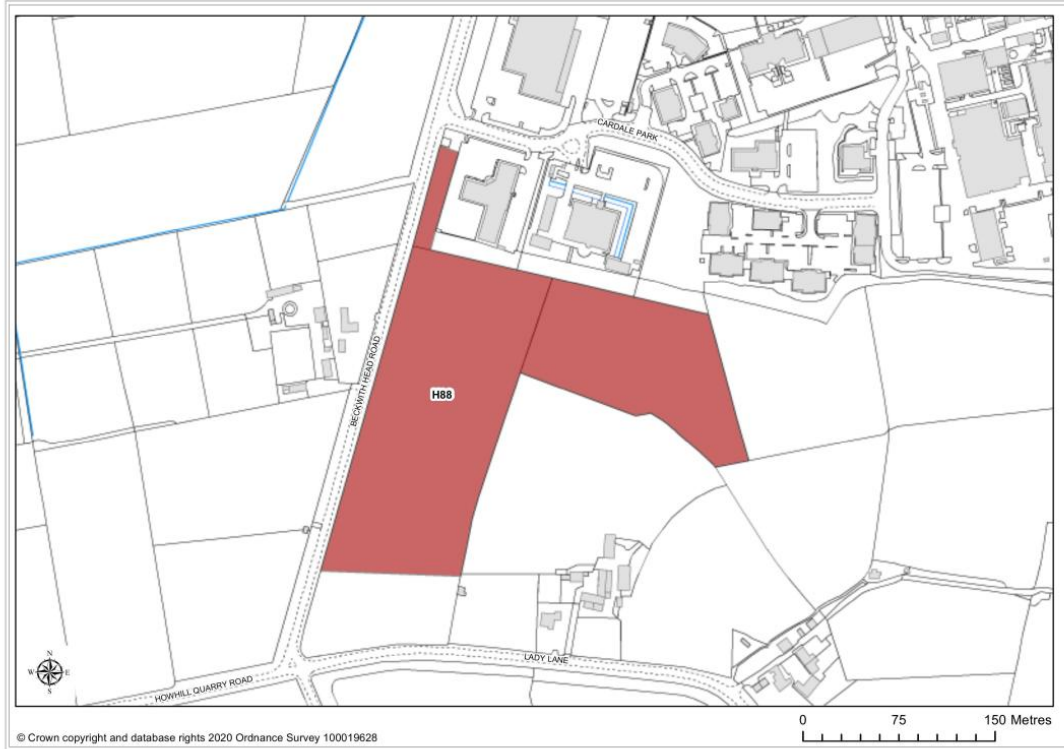 CARDALE PARK
BECKWITH HEAD ROAD
H88
LADY LANE
HOWHILL QUARRY ROAD
N
W E
S
0 75 150 Metres
© Crown copyright and database rights 2020 Ordnance Survey 100019628